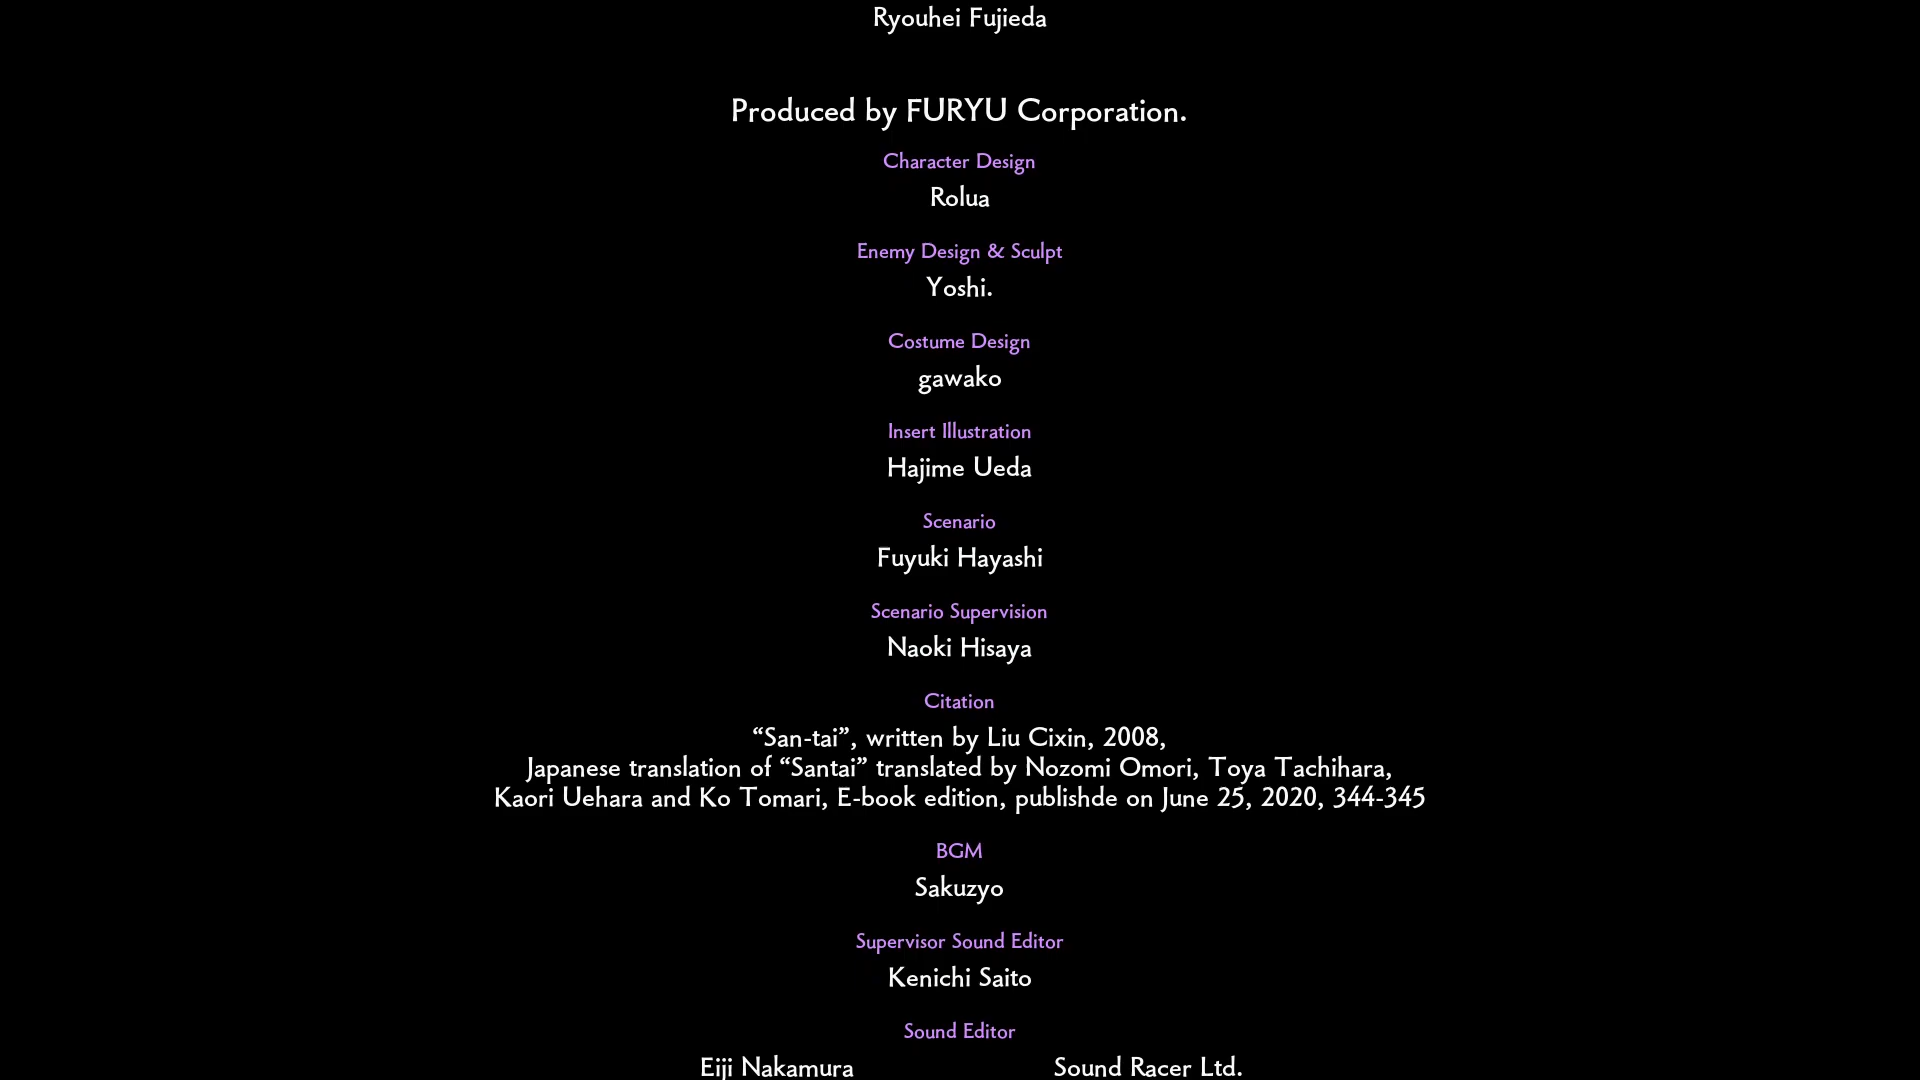 Ryouhei Fujieda
Produced by FURYU Corporation.
Character Design
Rolua
Enemy Design & Sculpt
Yoshi.
Costume Design
gawako
Insert Illustration
Hajime Ueda
Scenario
Fuyuki Hayashi
Scenario Supervision
Naoki Hisaya
Citation
“San-tai”, written by Liu Cixin, 2008,
Japanese translation of “Santai” translated by Nozomi Omori, Toya Tachihara,
Kaori Uehara and Ko Tomari, E-book edition, publishde on June 25, 2020, 344-345
BGM
Sakuzyo
Supervisor Sound Editor
Kenichi Saito
Sound Editor
Eiji Nakamura Sound Racer Ltd.